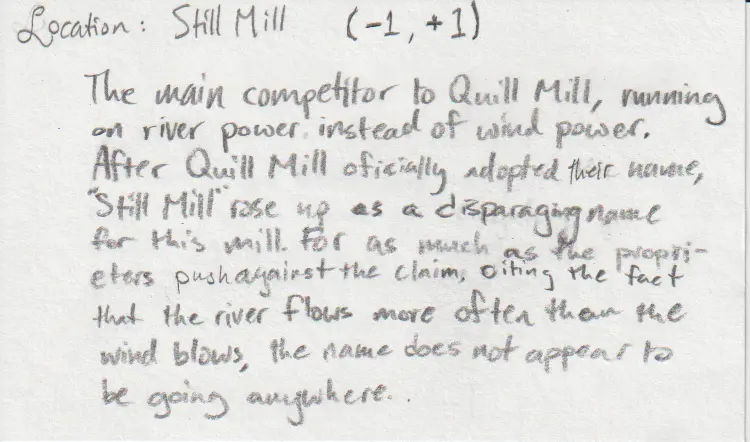 Location: Still Mill (-1, +1)
The main competitor to Quill Mill, running
on river power. instead of wind power.
After Quill Mill oficially adopted their name,
"Still Mill" rose up as a disparaging name
for this mill. For as much as the propri-
eters push against the claim, citing the fact
that the river flows more often than the
wind blows, the name does not appear to
be going anywhere..